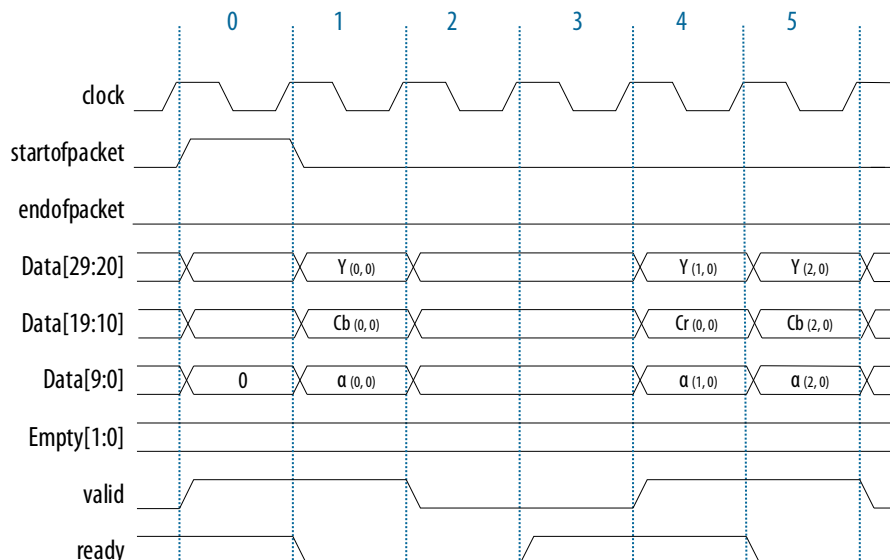 0 1 2 3 4 5
clock
startofpacket
endofpacket
Data[29:20] Y (0, 0) Y (1, 0) Y (2, 0)
Data[19:10] Cb (0, 0) Cr (0, 0) Cb (2, 0)
Data[9:0] 0 α (0, 0) α (1, 0) α (2, 0)
Empty[1:0]
valid
ready